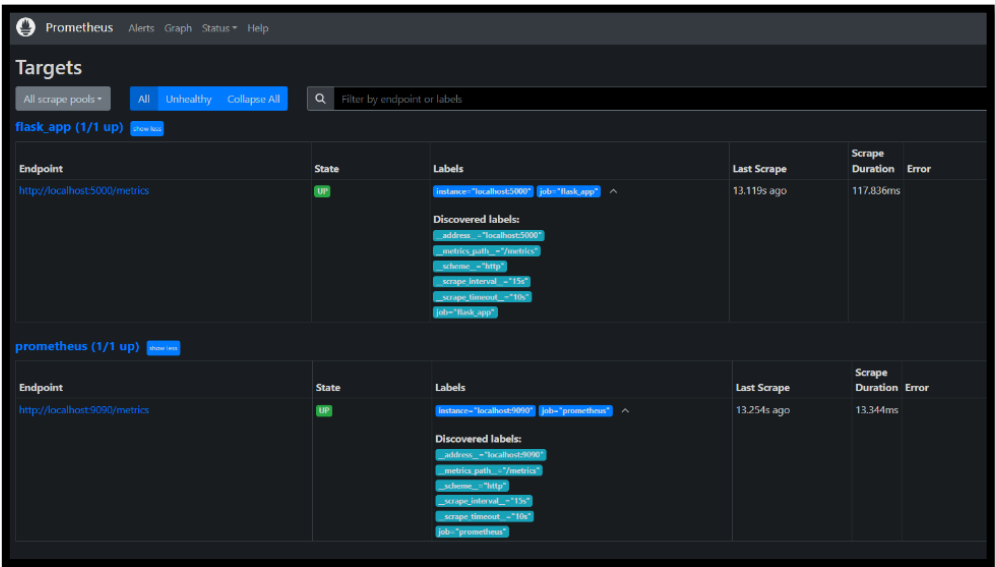 Prometheus Alerts Graph Status Help
Targets
All scrape pools All Unhealthy Collapse All Filter by endpoint or labels
flask_app (1/1 up) show less
Endpoint State Labels Last Scrape Scrape Duration Error
http://localhost:5000/metrics UP instance="localhost:5000" job="flask_app" 13.119s ago 117.836ms
Discovered labels:
__address__="localhost:5000"
__metrics_path__="/metrics"
__scheme__="http"
__scrape_interval__="15s"
__scrape_timeout__="10s"
job="flask_app"
prometheus (1/1 up) show less
Endpoint State Labels Last Scrape Scrape Duration Error
http://localhost:9090/metrics UP instance="localhost:9090" job="prometheus" 13.254s ago 13.344ms
Discovered labels:
__address__="localhost:9090"
__metrics_path__="/metrics"
__scheme__="http"
__scrape_interval__="15s"
__scrape_timeout__="10s"
job="prometheus"